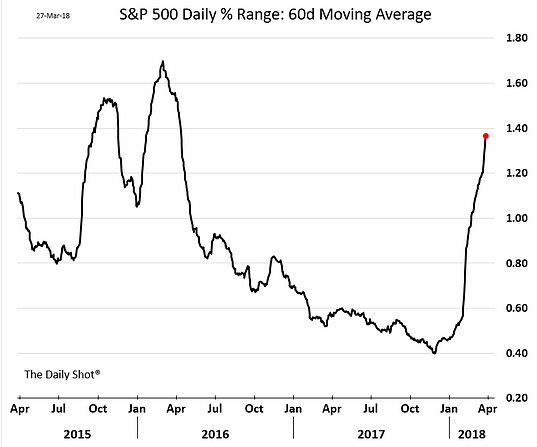 27-Mar-18
S&P 500 Daily % Range: 60d Moving Average
1.80
1.60
1.40
1.20
1.00
0.80
0.60
0.40
0.20
The Daily Shot®
Apr Jul Oct Jan Apr Jul Oct Jan Apr Jul Oct Jan Apr
2015 2016 2017 2018